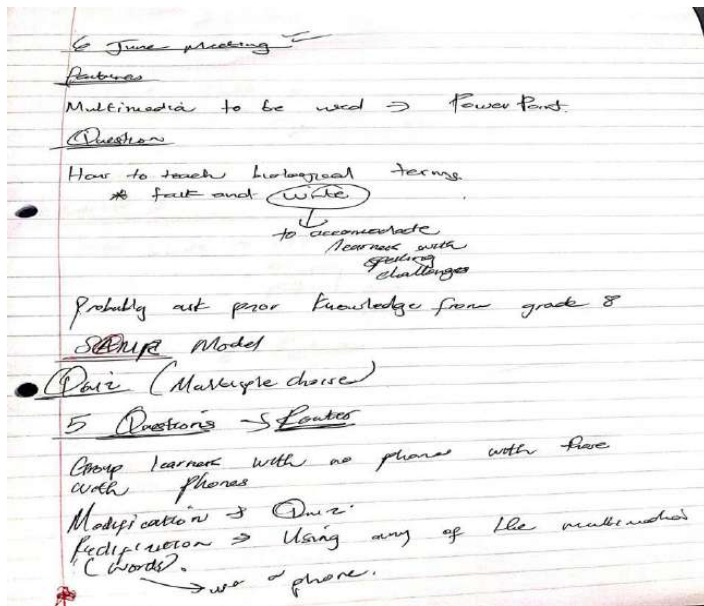 6 June meeting
Features
Multimedia to be used → PowerPoint.
Question
How to teach biological terms.
* talk and write
to accomodate
learners with
spelling
challenges
Probably ask prior knowledge from grade 8
SAMR Model
Quiz (Multiple choice)
5 Questions →
Group learners with no phones with those
with phones
Modification → Quiz.
Redefinition → Using any of the multimedia
(words).
→ use a phone.